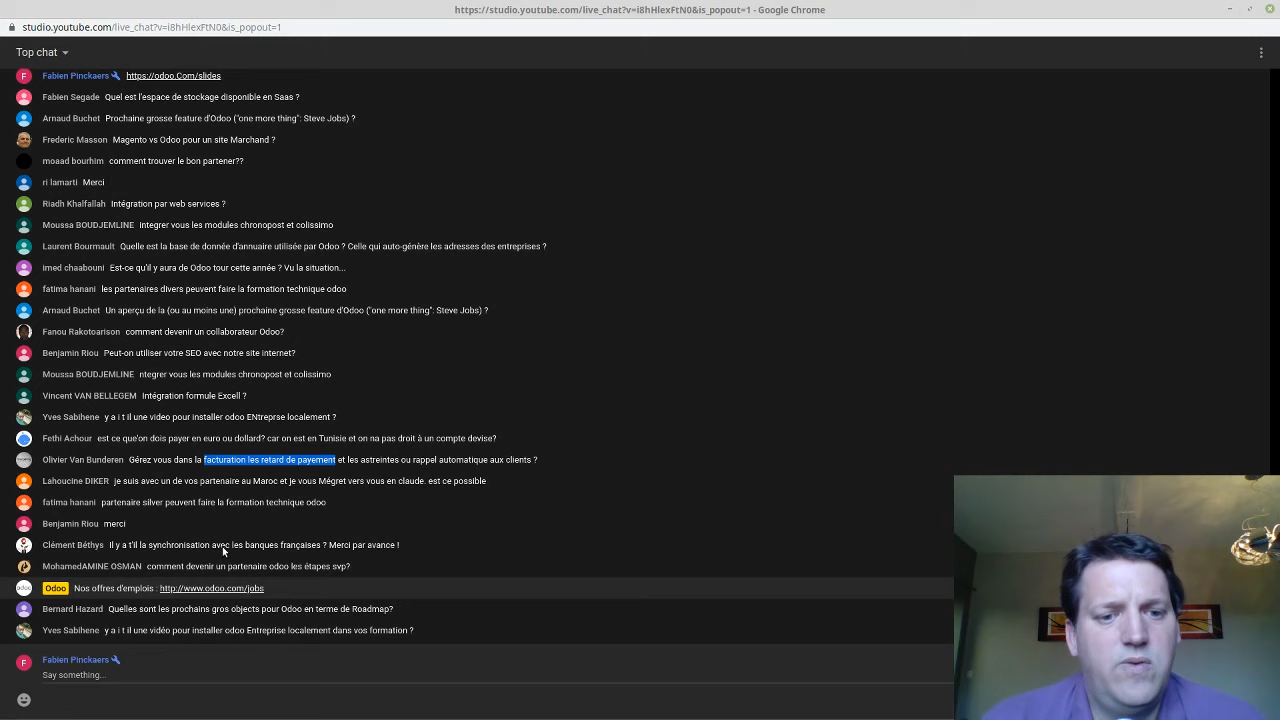 https://studio.youtube.com/live_chat?v=i8hHlexFtN0&is_popout=1 - Google Chrome
studio.youtube.com/live_chat?v=i8hHlexFtN0&is_popout=1
Top chat
F Fabien Pinckaers https://odoo.Com/slides
Fabien Segade Quel est l'espace de stockage disponible en Saas ?
Arnaud Buchet Prochaine grosse feature d'Odoo ("one more thing": Steve Jobs) ?
Frederic Masson Magento vs Odoo pour un site Marchand ?
moaad bourhim comment trouver le bon partener??
ri lamarti Merci
Riadh Khalfallah Intégration par web services ?
Moussa BOUDJEMLINE integrer vous les modules chronopost et colissimo
Laurent Bourmault Quelle est la base de donnée d'annuaire utilisée par Odoo ? Celle qui auto-génère les adresses des entreprises ?
imed chaabouni Est-ce qu'il y aura de Odoo tour cette année ? Vu la situation...
fatima hanani les partenaires divers peuvent faire la formation technique odoo
Arnaud Buchet Un aperçu de la (ou au moins une) prochaine grosse feature d'Odoo ("one more thing": Steve Jobs) ?
Fanou Rakotoarison comment devenir un collaborateur Odoo?
Benjamin Riou Peut-on utiliser votre SEO avec notre site internet?
Moussa BOUDJEMLINE ntegrer vous les modules chronopost et colissimo
Vincent VAN BELLEGEM Intégration formule Excell ?
Yves Sabihene y a i t il une video pour installer odoo ENtreprse localement ?
Fethi Achour est ce que'on dois payer en euro ou dollard? car on est en Tunisie et on na pas droit à un compte devise?
Olivier Van Bunderen Gérez vous dans la facturation les retard de payement et les astreintes ou rappel automatique aux clients ?
Lahoucine DIKER je suis avec un de vos partenaire au Maroc et je vous Mégret vers vous en claude. est ce possible
fatima hanani partenaire silver peuvent faire la formation technique odoo
Benjamin Riou merci
Clément Béthys Il y a t'il la synchronisation avec les banques françaises ? Merci par avance !
MohamedAMINE OSMAN comment devenir un partenaire odoo les étapes svp?
odoo Odoo Nos offres d'emplois : http://www.odoo.com/jobs
Bernard Hazard Quelles sont les prochains gros objects pour Odoo en terme de Roadmap?
Yves Sabihene y a i t il une vidéo pour installer odoo Entreprise localement dans vos formation ?
F Fabien Pinckaers
Say something...